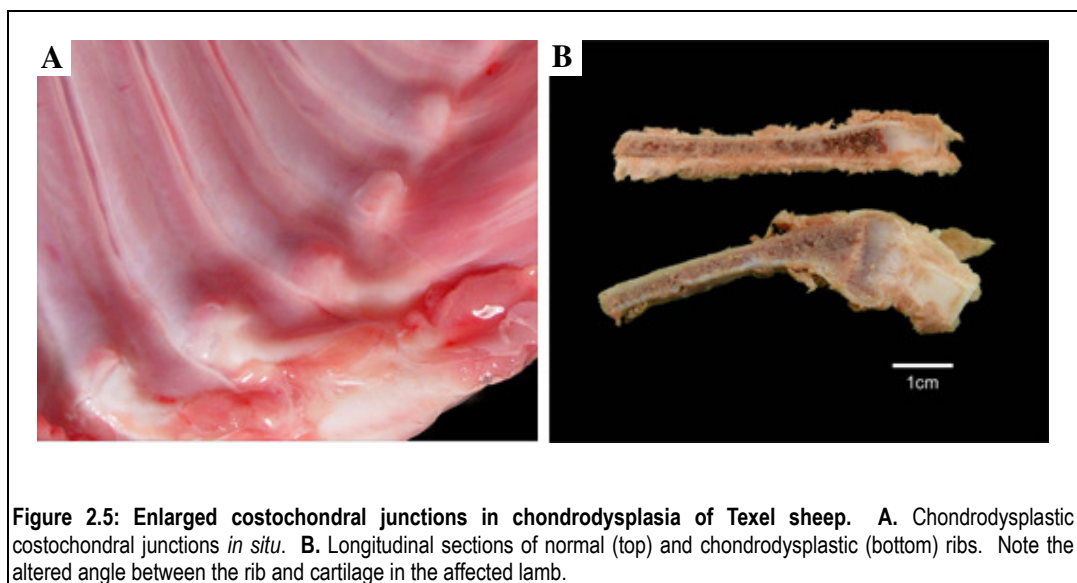 A
B
1cm
Figure 2.5: Enlarged costochondral junctions in chondrodysplasia of Texel sheep. A. Chondrodysplastic
costochondral junctions in situ. B. Longitudinal sections of normal (top) and chondrodysplastic (bottom) ribs. Note the
altered angle between the rib and cartilage in the affected lamb.